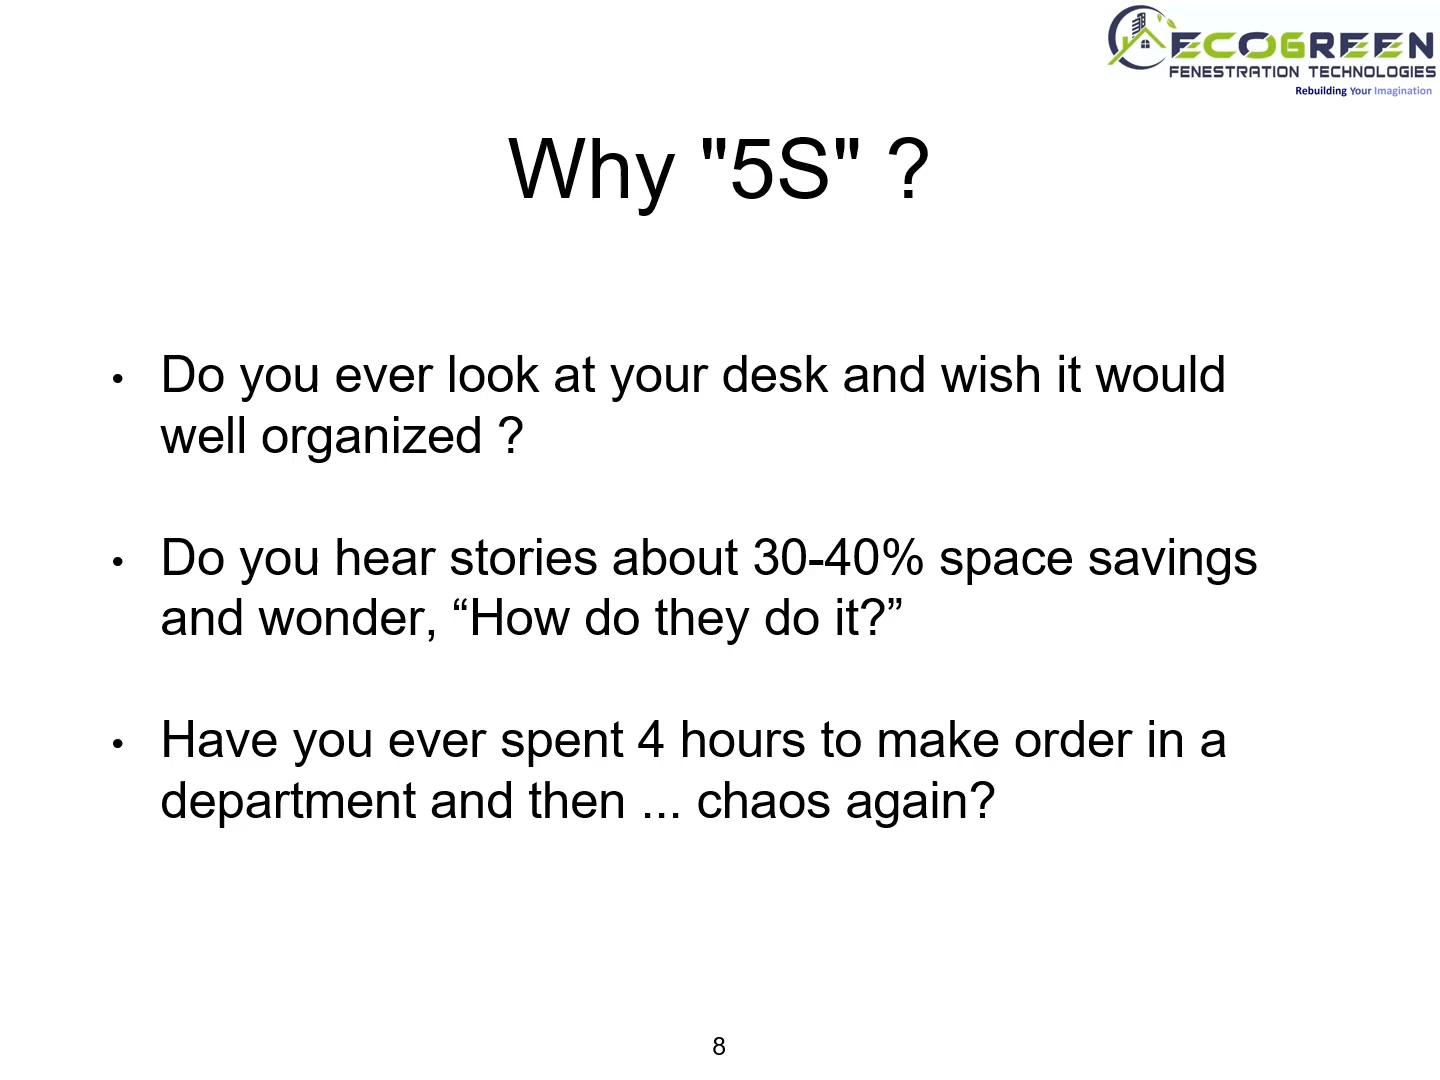 ECOGREEN
FENESTRATION TECHNOLOGIES
Rebuilding Your Imagination
Why "5S" ?
• Do you ever look at your desk and wish it would
well organized ?
• Do you hear stories about 30-40% space savings
and wonder, “How do they do it?”
• Have you ever spent 4 hours to make order in a
department and then ... chaos again?
8